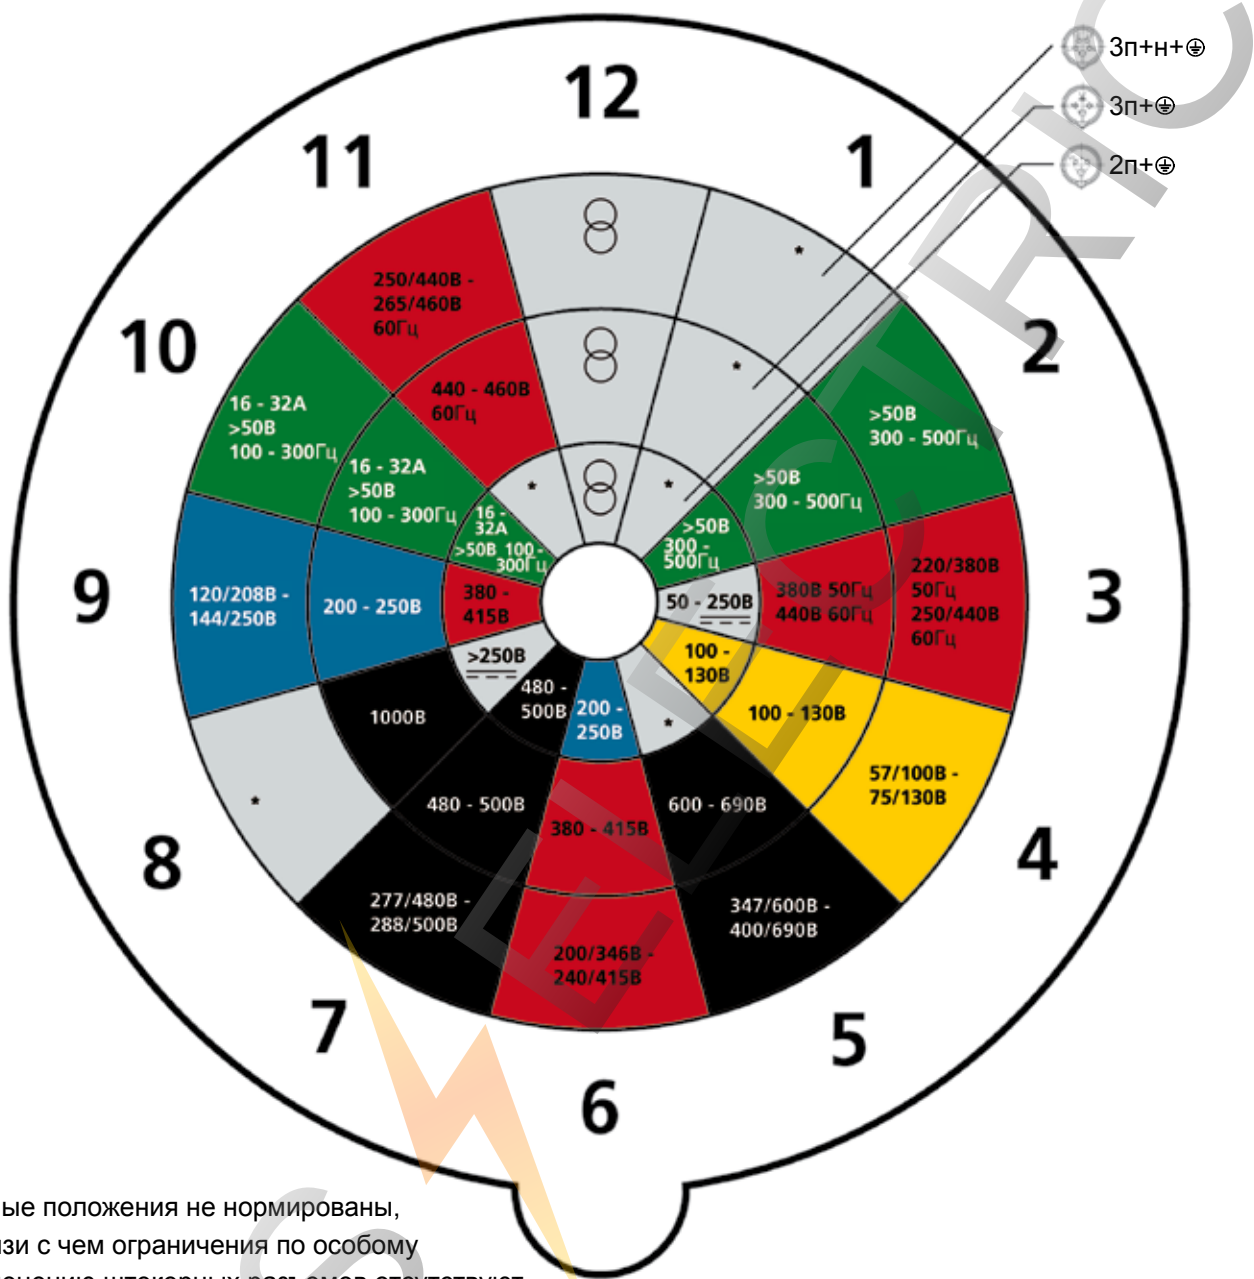 12
1
2
3
4
5
6
7
8
9
10
11
3п+н+
3п+
2п+
*
*
*
>50В
300 - 500Гц
>50В
300 - 500Гц
>50В
300 -
500Гц
220/380В
50Гц
250/440В
60Гц
380В 50Гц
440В 60Гц
50 - 250В
57/100В -
75/130В
100 - 130В
100 -
130В
347/600В -
400/690В
600 - 690В
*
200/346В -
240/415В
380 - 415В
200 -
250В
277/480В -
288/500В
480 - 500В
480 -
500В
*
1000В
>250В
120/208В -
144/250В
200 - 250В
380 -
415В
16 - 32А
>50В
100 - 300Гц
16 - 32А
>50В
100 - 300Гц
16 -
32А
>50В 100 -
300Гц
250/440В -
265/460В
60Гц
440 - 460В
60Гц
*
ELECTRIC
S
ые положения не нормированы,
зи с чем ограничения по особому
разъемов отсутствуют